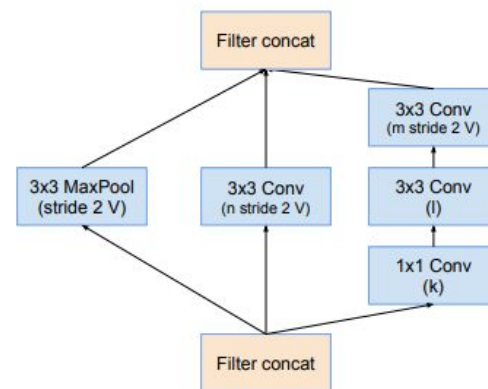 Filter concat
3x3 Conv
(m stride 2 V)
3x3 MaxPool
(stride 2 V)
3x3 Conv
(n stride 2 V)
3x3 Conv
(l)
1x1 Conv
(k)
Filter concat